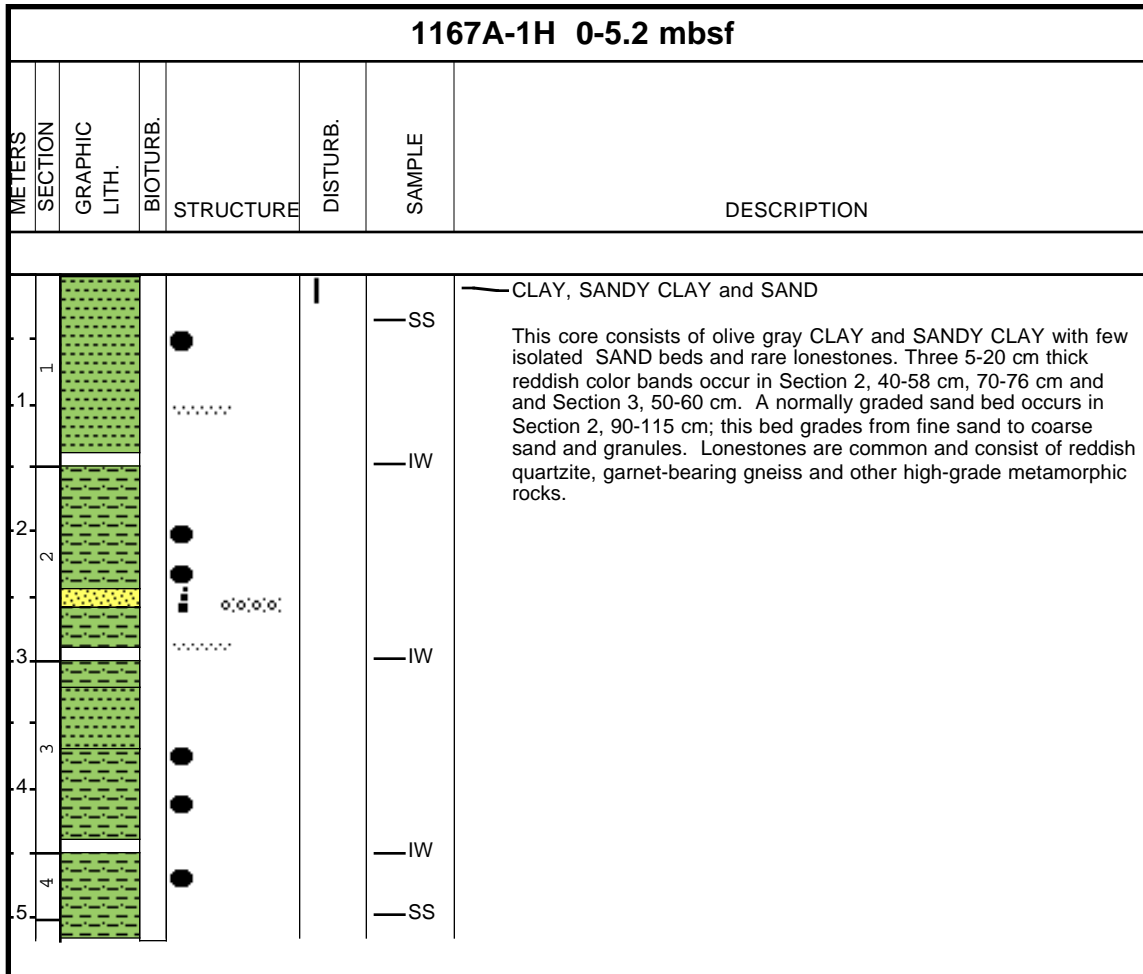 1167A-1H 0-5.2 mbsf
METERS
SECTION
GRAPHIC
LITH.
BIOTURB.
STRUCTURE
DISTURB.
SAMPLE
DESCRIPTION
1
2
3
4
5
1
2
3
4
SS
IW
IW
IW
SS
CLAY, SANDY CLAY and SAND
This core consists of olive gray CLAY and SANDY CLAY with few
isolated SAND beds and rare lonestones. Three 5-20 cm thick
reddish color bands occur in Section 2, 40-58 cm, 70-76 cm and
and Section 3, 50-60 cm. A normally graded sand bed occurs in
Section 2, 90-115 cm; this bed grades from fine sand to coarse
sand and granules. Lonestones are common and consist of reddish
quartzite, garnet-bearing gneiss and other high-grade metamorphic
rocks.